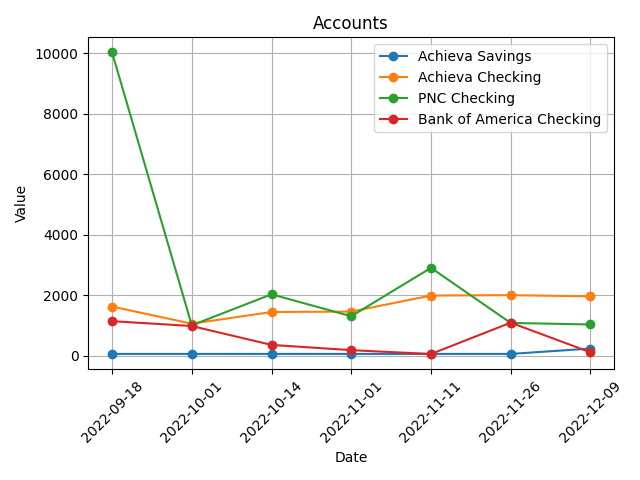 Accounts
Achieva Savings
Achieva Checking
PNC Checking
Bank of America Checking
10000
8000
6000
4000
2000
0
Value
2022-09-18
2022-10-01
2022-10-14
2022-11-01
2022-11-11
2022-11-26
2022-12-09
Date